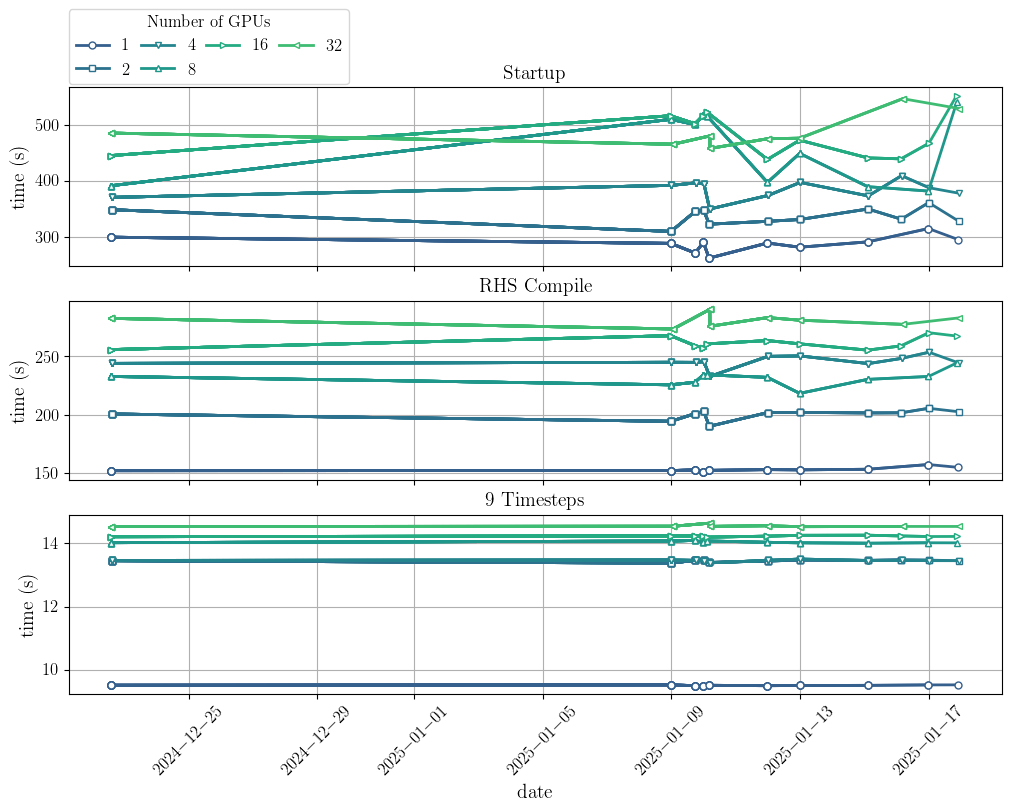 Number of GPUs
1 4 16 32
2 8
Startup
500
400
300
time (s)
RHS Compile
250
200
150
time (s)
9 Timesteps
14
12
10
time (s)
2024−12−25 2024−12−29 2025−01−01 2025−01−05 2025−01−09 2025−01−13 2025−01−17
date